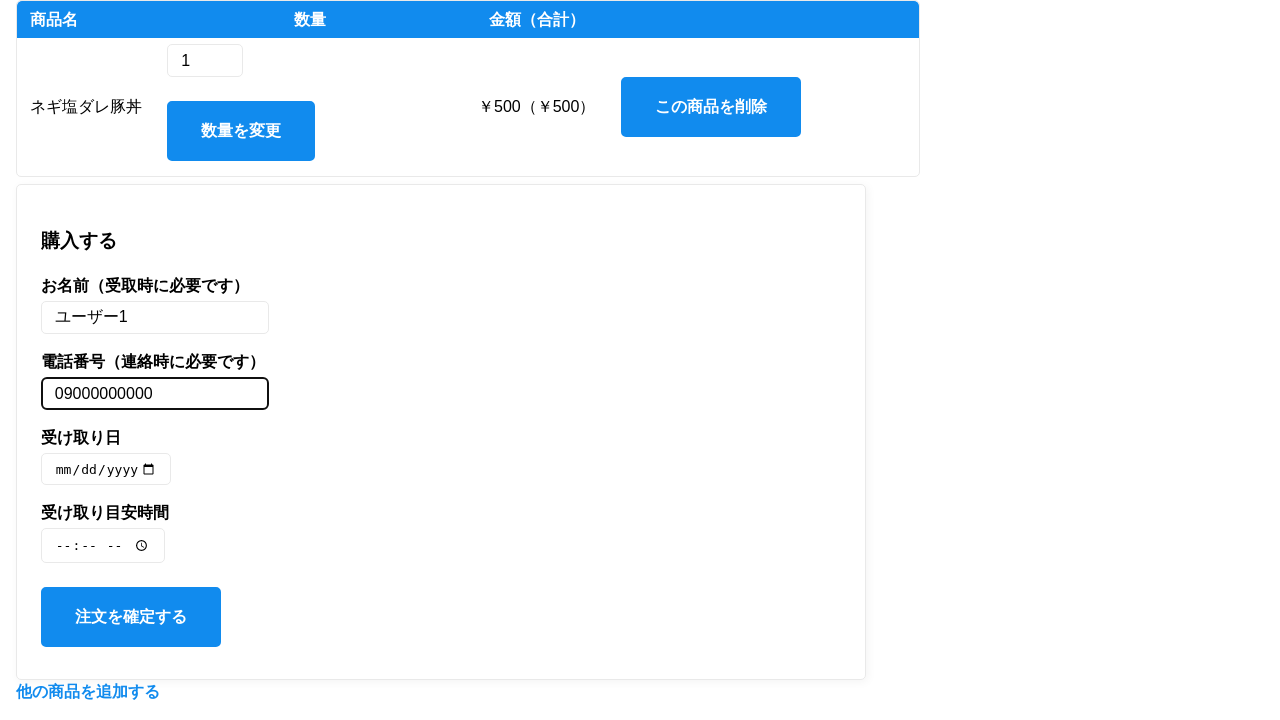 商品名 数量 金額（合計）
1
ネギ塩ダレ豚丼 ￥500（￥500） この商品を削除
数量を変更
購入する
お名前（受取時に必要です）
ユーザー1
電話番号（連絡時に必要です）
09000000000
受け取り日
mm/dd/yyyy
受け取り目安時間
--:-- --
注文を確定する
他の商品を追加する